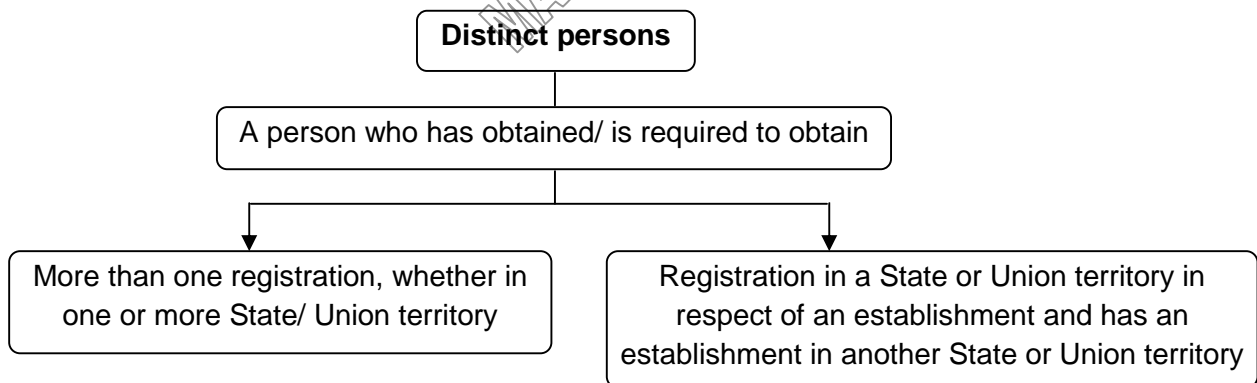 Distinct persons
A person who has obtained/ is required to obtain
More than one registration, whether in
one or more State/ Union territory
Registration in a State or Union territory in
respect of an establishment and has an
establishment in another State or Union territory